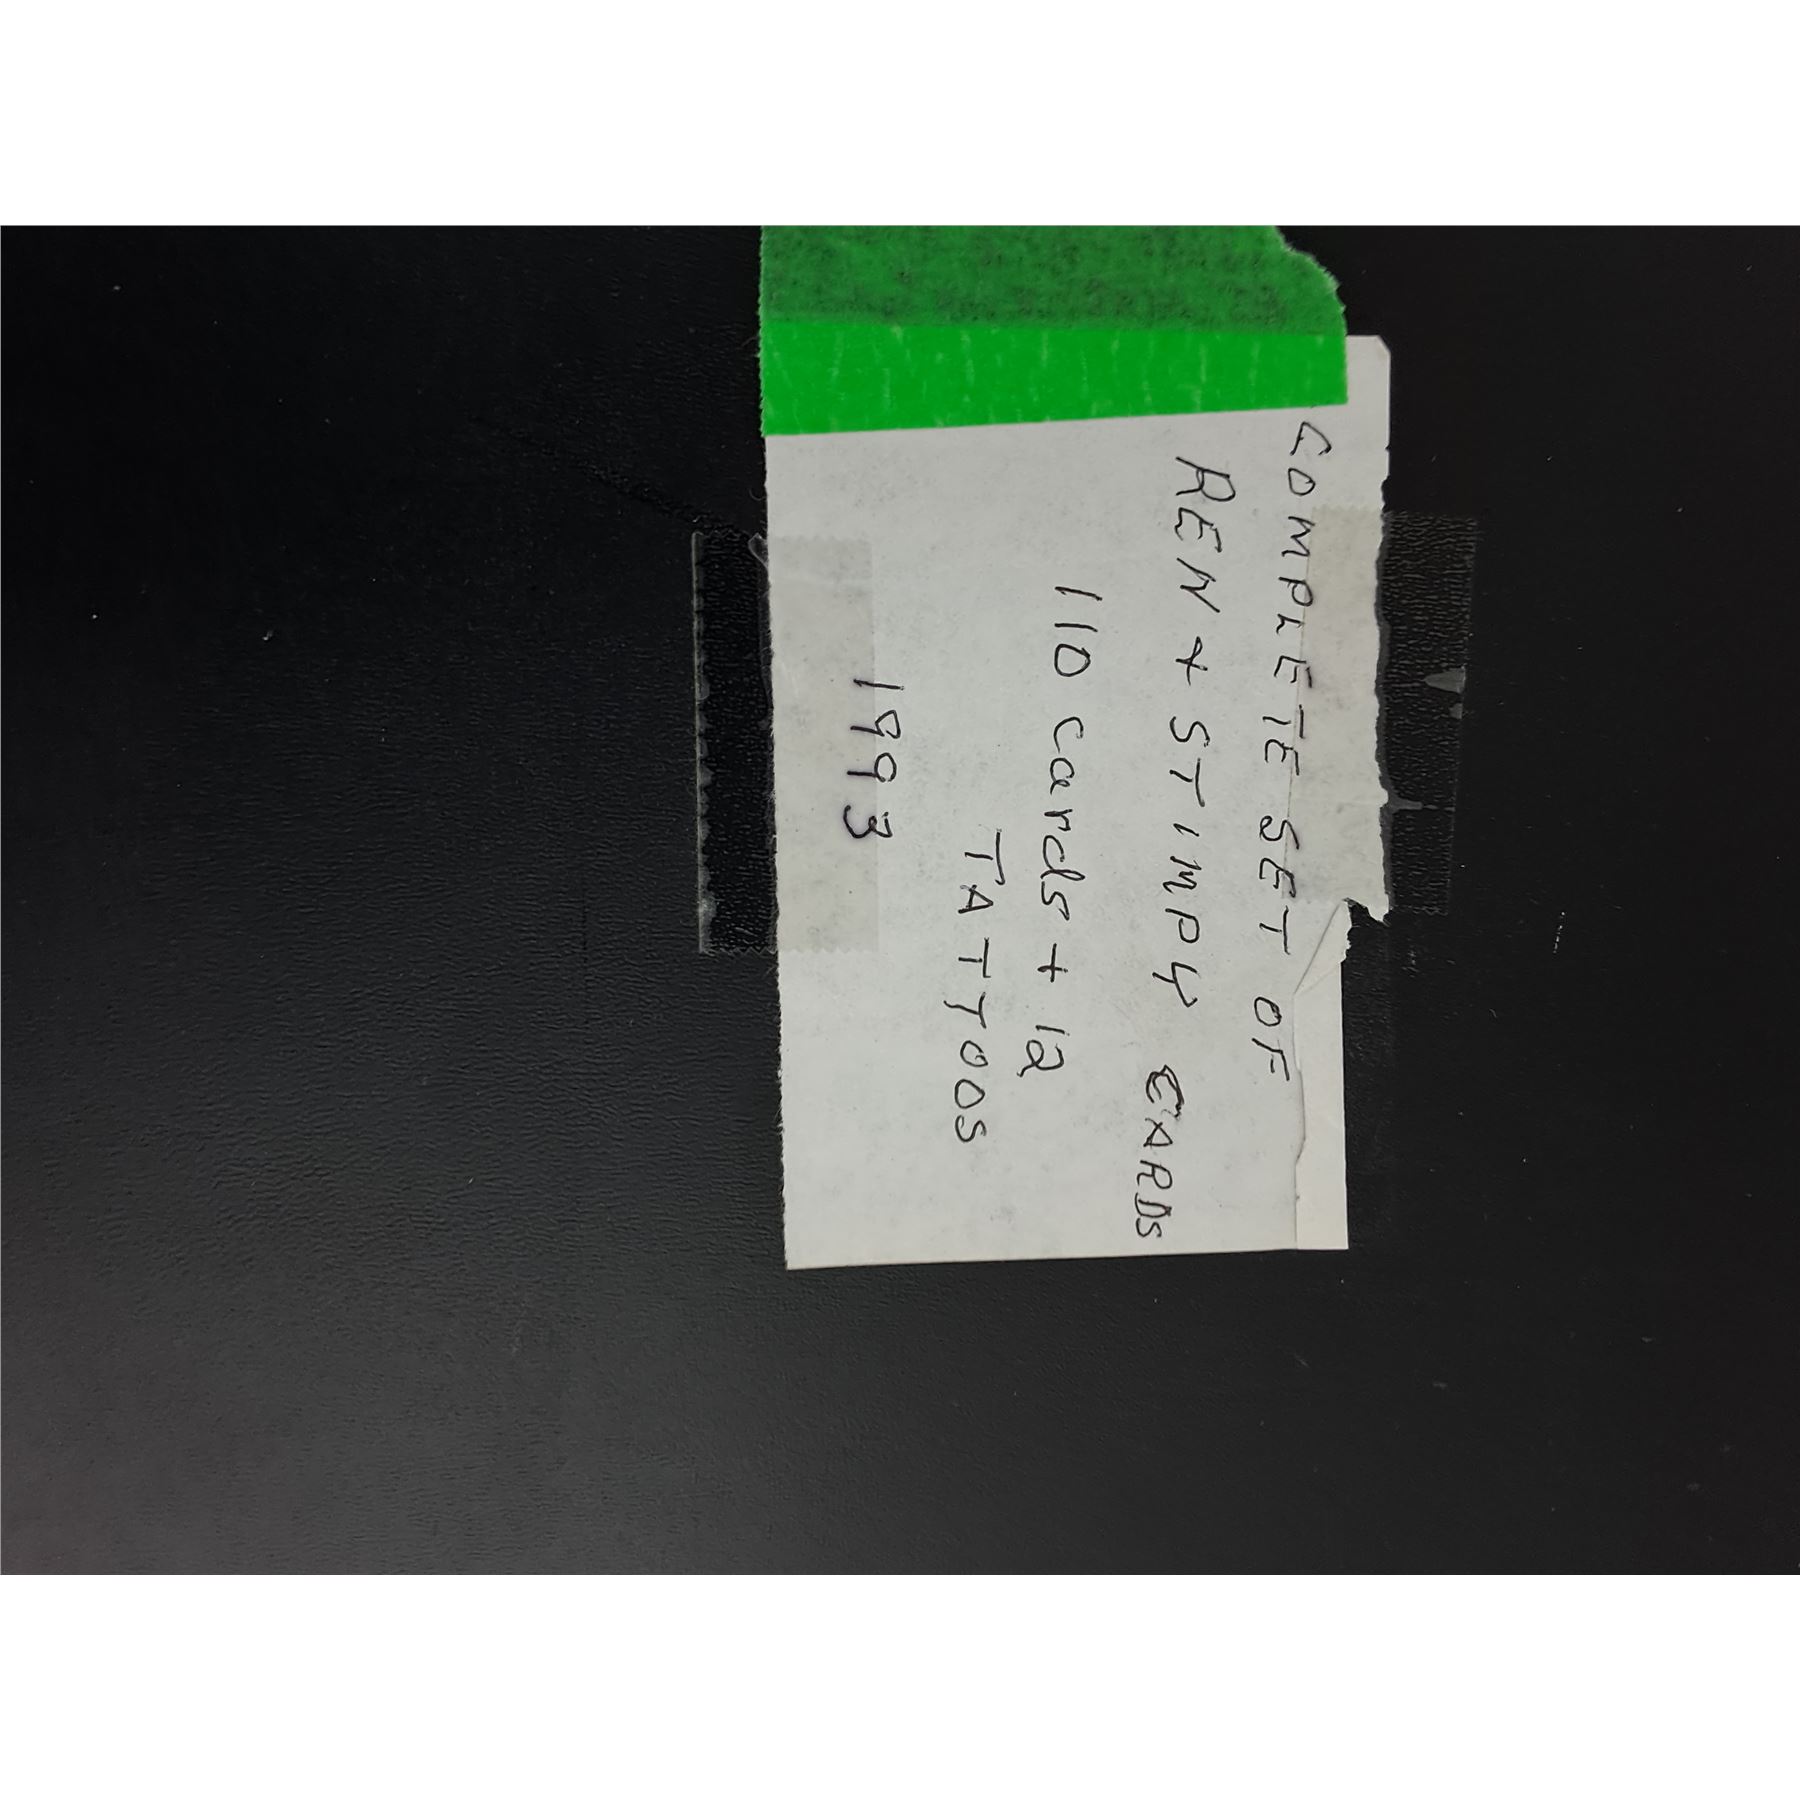 COMPLETE SET OF
REN + STIMPY CARDS
110 cards + 12
TATTOOS
1993